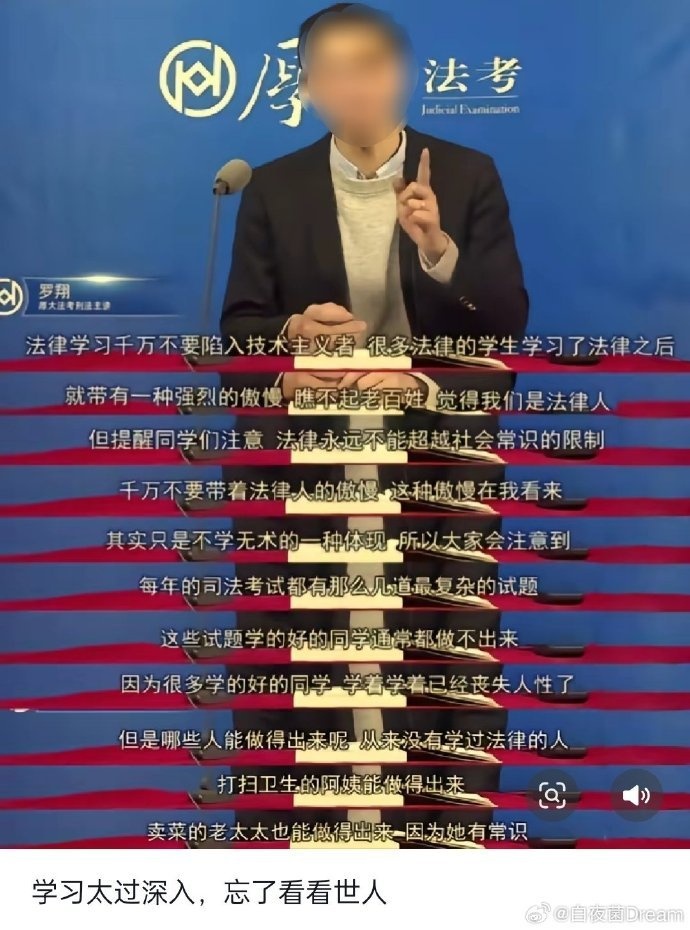 厚
法考
Judicial Examination
罗翔
厚大法考刑法主讲
法律学习千万不要陷入技术主义者 很多法律的学生学习了法律之后
就带有一种强烈的傲慢 瞧不起老百姓 觉得我们是法律人
但提醒同学们注意 法律永远不能超越社会常识的限制
千万不要带着法律人的傲慢 这种傲慢在我看来
其实只是不学无术的一种体现 所以大家会注意到
每年的司法考试都有那么几道最复杂的试题
这些试题学的好的同学通常都做不出来
因为很多学的好的同学 学着学着已经丧失人性了
但是哪些人能做得出来呢 从来没有学过法律的人
打扫卫生的阿姨能做得出来
卖菜的老太太也能做得出来 因为她有常识
学习太过深入，忘了看看世人
@白夜菌Dream